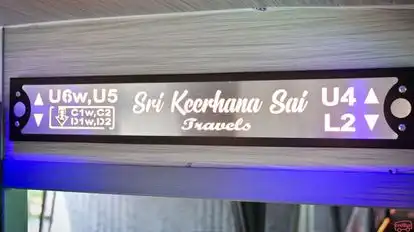 U6w,U5
C1w,C2
D1w,D2
Sri Keerhana Sai
Travels
U4
L2